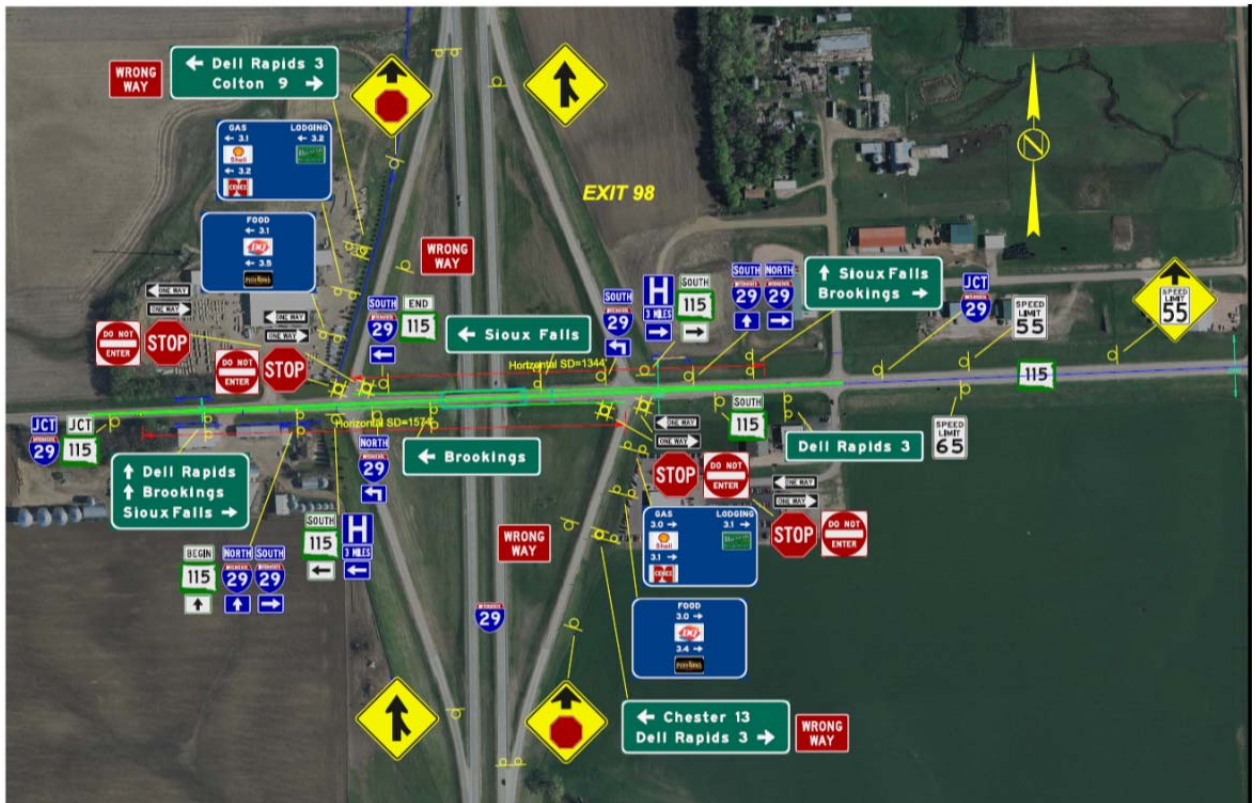 WRONG
WAY
← Dell Rapids 3
Colton 9 →
EXIT 98
GAS LODGING
← 3.1 ← 3.2
Shell
← 3.2
CENEX
FOOD
← 3.1
DQ
← 3.5
WRONG
WAY
ONE WAY
ONE WAY
DO NOT
ENTER
STOP
ONE WAY
ONE WAY
DO NOT
ENTER
STOP
SOUTH
29
←
END
115
← Sioux Falls
SOUTH
29
H
3 MILES
→
SOUTH
115
→
SOUTH NORTH
29 29
↑ →
↑ Sioux Falls
Brookings →
JCT
29
SPEED
LIMIT
55
SPEED
LIMIT
55
Horizontal SD=1344'
115
Horizontal SD=1574'
JCT
29
JCT
115
↑ Dell Rapids
↑ Brookings
Sioux Falls →
NORTH
29
← Brookings
SOUTH
115
Dell Rapids 3
SPEED
LIMIT
65
ONE WAY
ONE WAY
STOP
DO NOT
ENTER
ONE WAY
ONE WAY
STOP
DO NOT
ENTER
BEGIN
115
↑
NORTH SOUTH
29 29
↑ →
SOUTH
115
←
H
3 MILES
←
WRONG
WAY
GAS LODGING
3.0 → 3.1 →
Shell
3.1 →
CENEX
FOOD
3.0 →
DQ
3.4 →
29
← Chester 13
Dell Rapids 3 →
WRONG
WAY